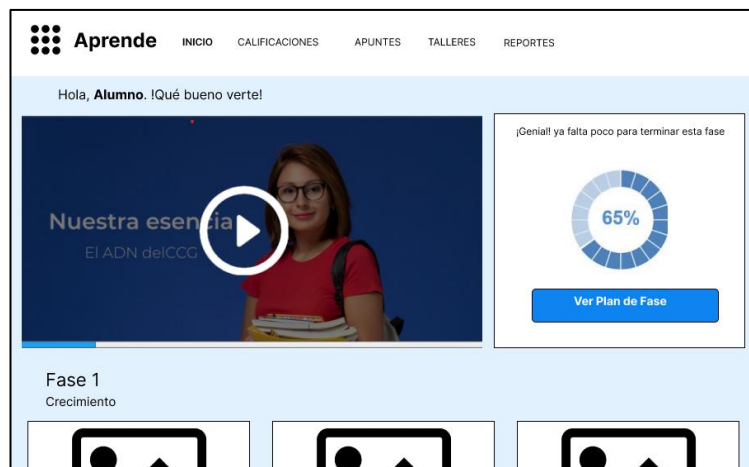 Aprende
INICIO CALIFICACIONES APUNTES TALLERES REPORTES
Hola, Alumno. !Qué bueno verte!
Nuestra esencia
El ADN delCCG
¡Genial! ya falta poco para terminar esta fase
65%
Ver Plan de Fase
Fase 1
Crecimiento